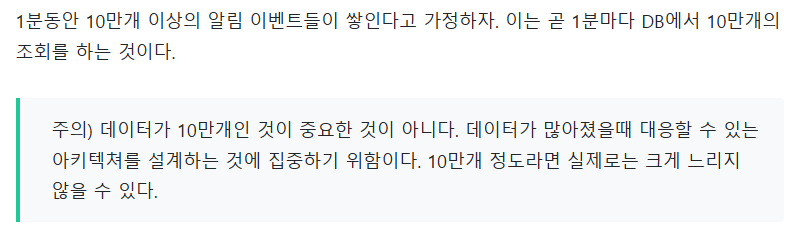 1분동안 10만개 이상의 알림 이벤트들이 쌓인다고 가정하자. 이는 곧 1분마다 DB에서 10만개의
조회를 하는 것이다.
주의) 데이터가 10만개인 것이 중요한 것이 아니다. 데이터가 많아졌을때 대응할 수 있는
아키텍쳐를 설계하는 것에 집중하기 위함이다. 10만개 정도라면 실제로는 크게 느리지
않을 수 있다.